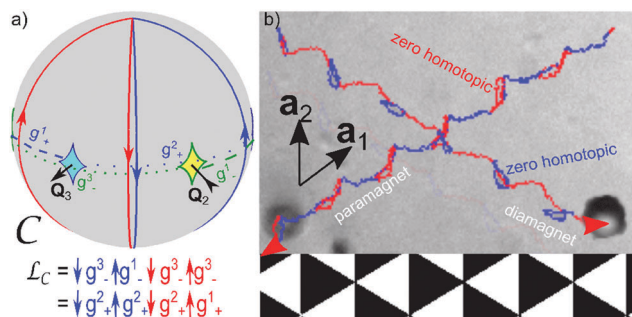 a)
g¹₊
g³₋
Q₃
g²₊
g¹₋
Q₂
C
ℒ_C = ↓g³₋↑g¹₋↓g³₋↑g³₋
= ↓g²₊↑g²₊↓g²₊↑g¹₊
b)
zero homotopic
a₂
a₁
zero homotopic
paramagnet
diamagnet